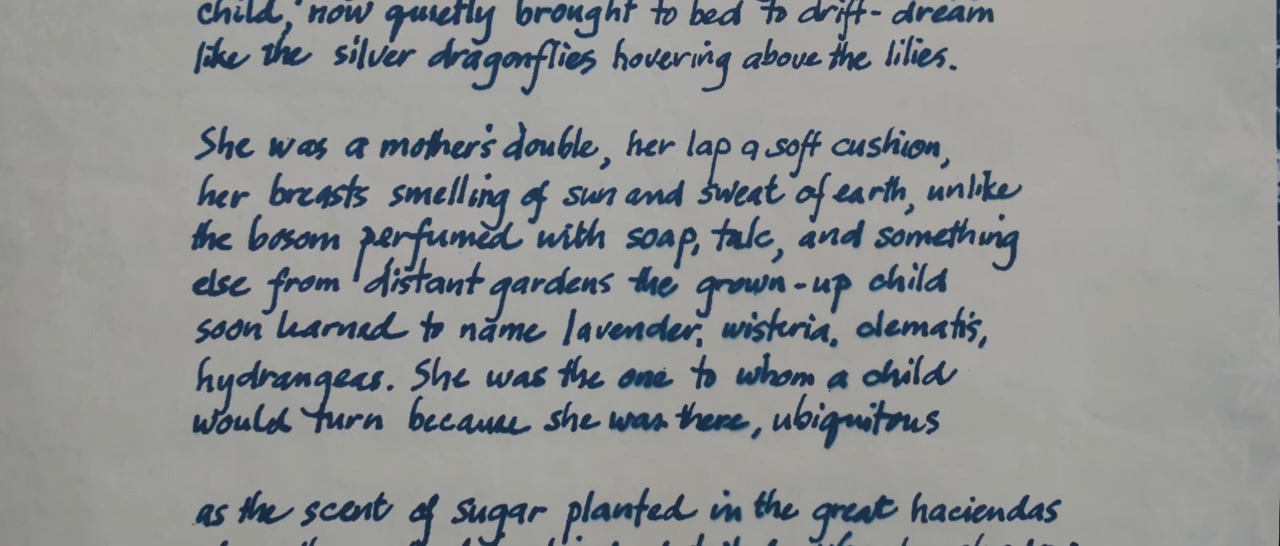 child, now quietly brought to bed to drift-dream
like the silver dragonflies hovering above the lilies.
She was a mother's double, her lap a soft cushion,
her breasts smelling of sun and sweat of earth, unlike
the bosom perfumed with soap, talc, and something
else from distant gardens the grown-up child
soon learned to name lavender, wisteria, clematis,
hydrangeas. She was the one to whom a child
would turn because she was there, ubiquitous
as the scent of sugar planted in the great haciendas